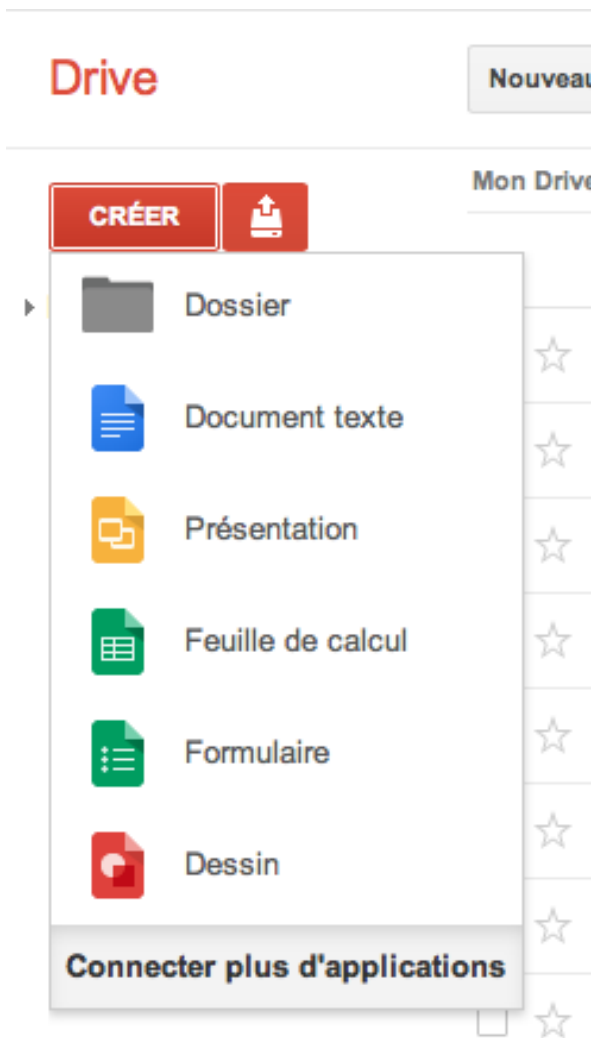 Drive
Nouveau
Mon Drive
CRÉER
Dossier
Document texte
Présentation
Feuille de calcul
Formulaire
Dessin
Connecter plus d'applications